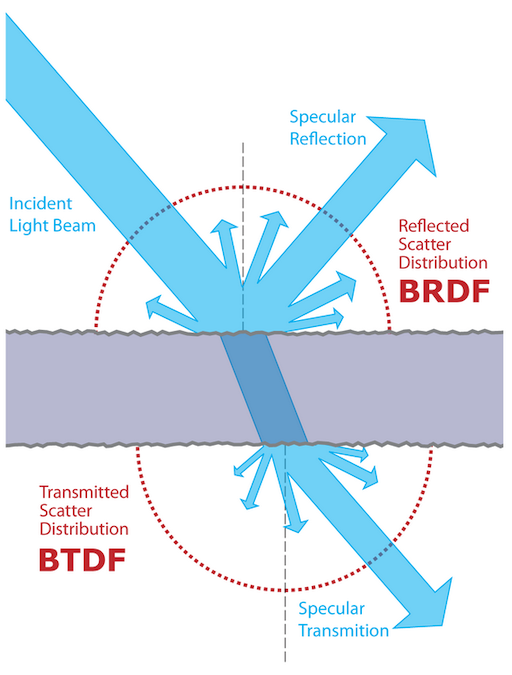 Specular
Reflection
Incident
Light Beam
Reflected
Scatter
Distribution
BRDF
Transmitted
Scatter
Distribution
BTDF
Specular
Transmition